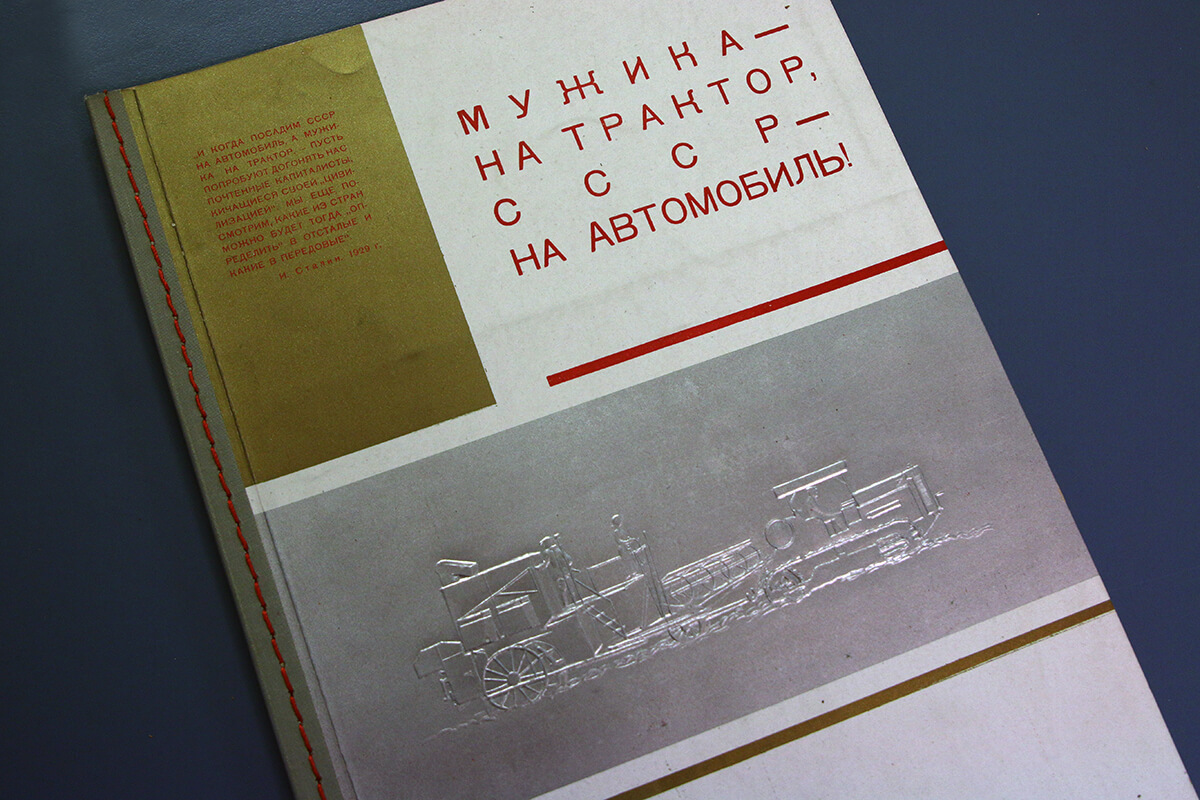 „И КОГДА ПОСАДИМ СССР
НА АВТОМОБИЛЬ, А МУЖИ-
КА НА ТРАКТОР, – ПУСТЬ
ПОПРОБУЮТ ДОГОНЯТЬ НАС
ПОЧТЕННЫЕ КАПИТАЛИСТЫ,
КИЧАЩИЕСЯ СВОЕЙ „ЦИВИ-
ЛИЗАЦИЕЙ“. МЫ ЕЩЕ ПО-
СМОТРИМ, КАКИЕ ИЗ СТРАН
МОЖНО БУДЕТ ТОГДА „ОП-
РЕДЕЛИТЬ“ В ОТСТАЛЫЕ И
КАКИЕ В ПЕРЕДОВЫЕ“.
И. Сталин, 1929 г.
МУЖИКА—
НА ТРАКТОР,
СССР—
НА АВТОМОБИЛЬ!